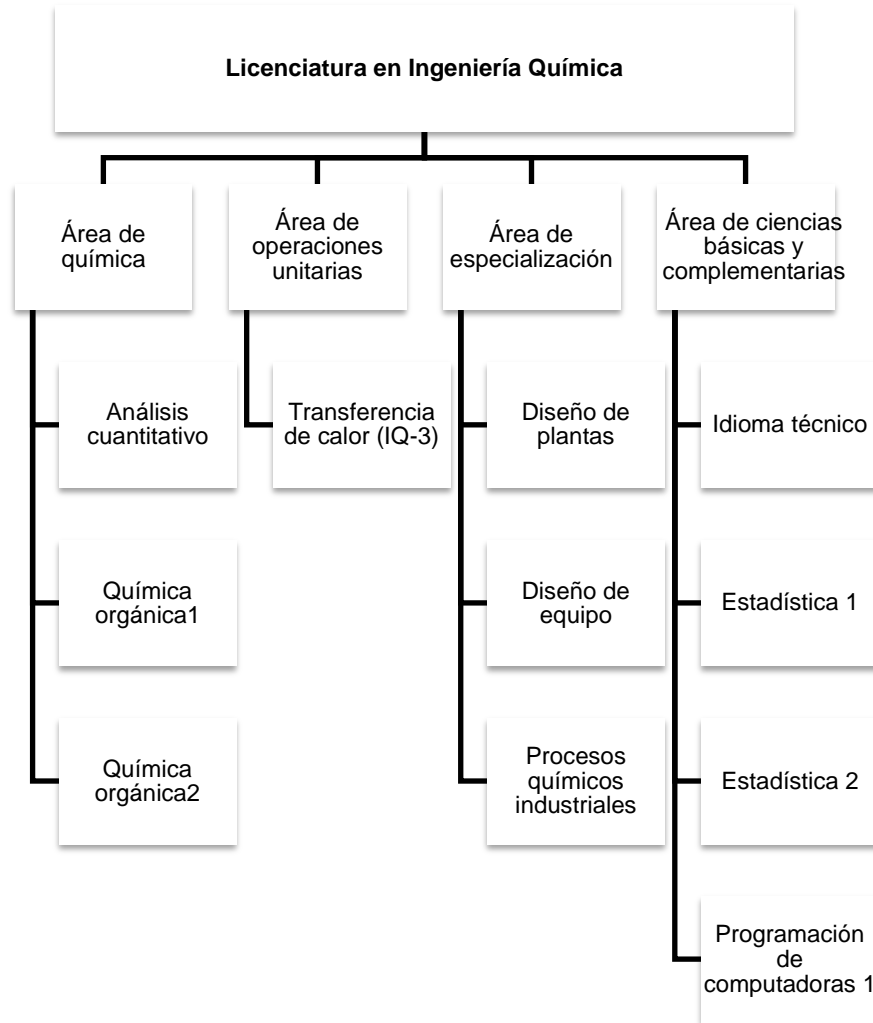 Licenciatura en Ingeniería Química
Área de
química
Área de
operaciones
unitarias
Área de
especialización
Área de ciencias
básicas y
complementarias
Análisis
cuantitativo
Química
orgánica1
Química
orgánica2
Transferencia
de calor (IQ-3)
Diseño de
plantas
Diseño de
equipo
Procesos
químicos
industriales
Idioma técnico
Estadística 1
Estadística 2
Programación
de
computadoras 1